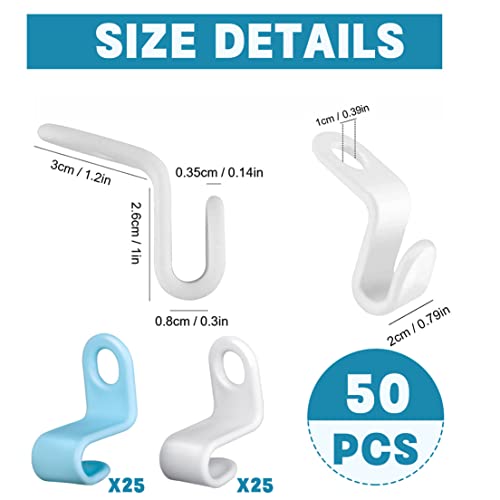 SIZE DETAILS
1cm / 0.39in
3cm / 1.2in
0.35cm / 0.14in
2.6cm / 1in
0.8cm / 0.3in
2cm / 0.79in
50
PCS
X25
X25